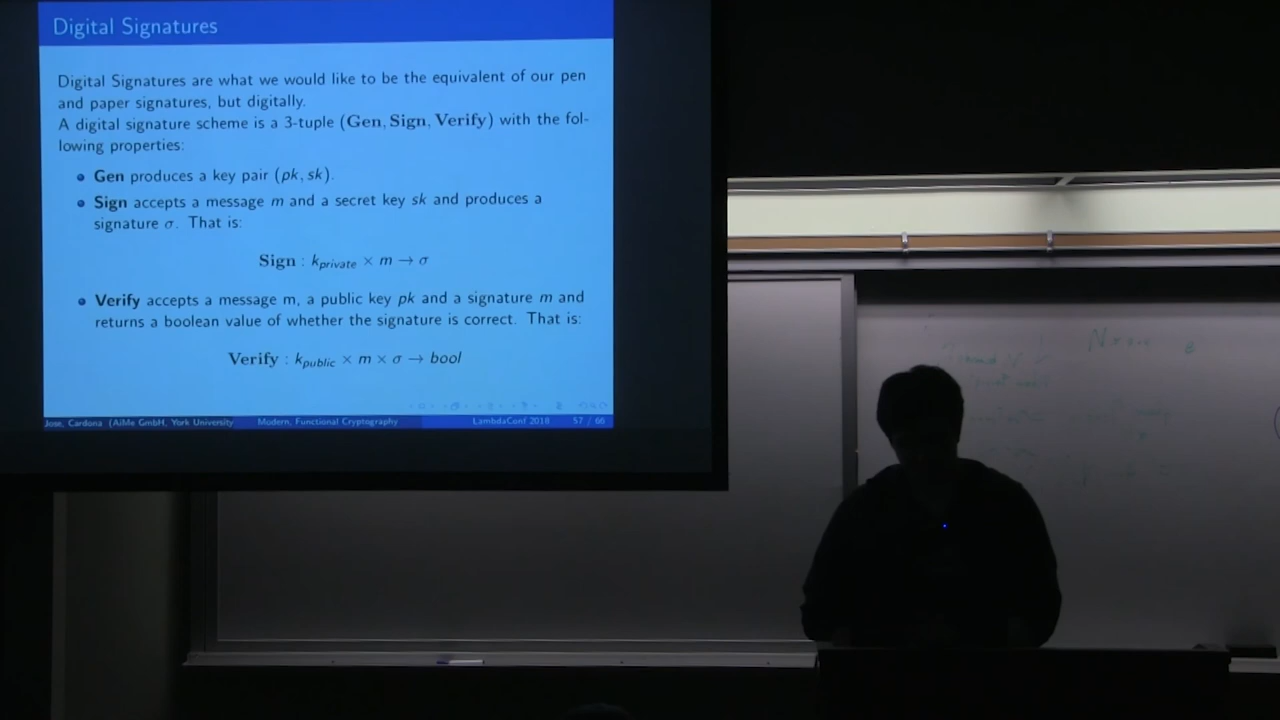 Digital Signatures
Digital Signatures are what we would like to be the equivalent of our pen
and paper signatures, but digitally.
A digital signature scheme is a 3-tuple (Gen, Sign, Verify) with the fol-
lowing properties:
Gen produces a key pair (pk, sk).
Sign accepts a message m and a secret key sk and produces a
signature σ. That is:
Sign : k_private × m → σ
Verify accepts a message m, a public key pk and a signature m and
returns a boolean value of whether the signature is correct. That is:
Verify : k_public × m × σ → bool
Jose, Cardona (AiMe GmbH, York University Modern, Functional Cryptography LambdaConf 2018 57 / 66